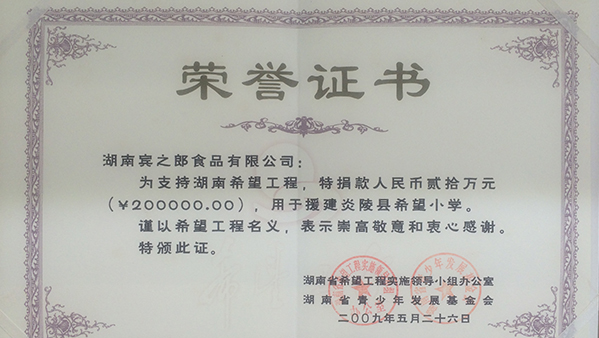 荣誉证书
湖南宾之郎食品有限公司：
为支持湖南希望工程，特捐款人民币贰拾万元
（￥200000.00），用于援建炎陵县希望小学。
谨以希望工程名义，表示崇高敬意和衷心感谢。
特颁此证。
湖南省希望工程实施领导小组办公室
湖南省青少年发展基金会
二00九年五月二十六日